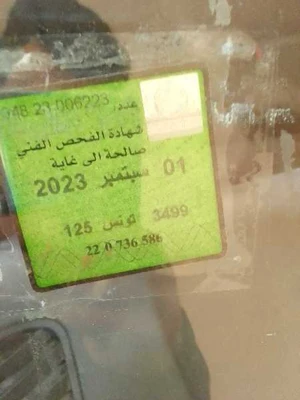 عدد: 48 23 006223
شهادة الفحص الفني
صالحة الى غاية
01 سبتمبر 2023
3499 تونس 125
22 0 736 586